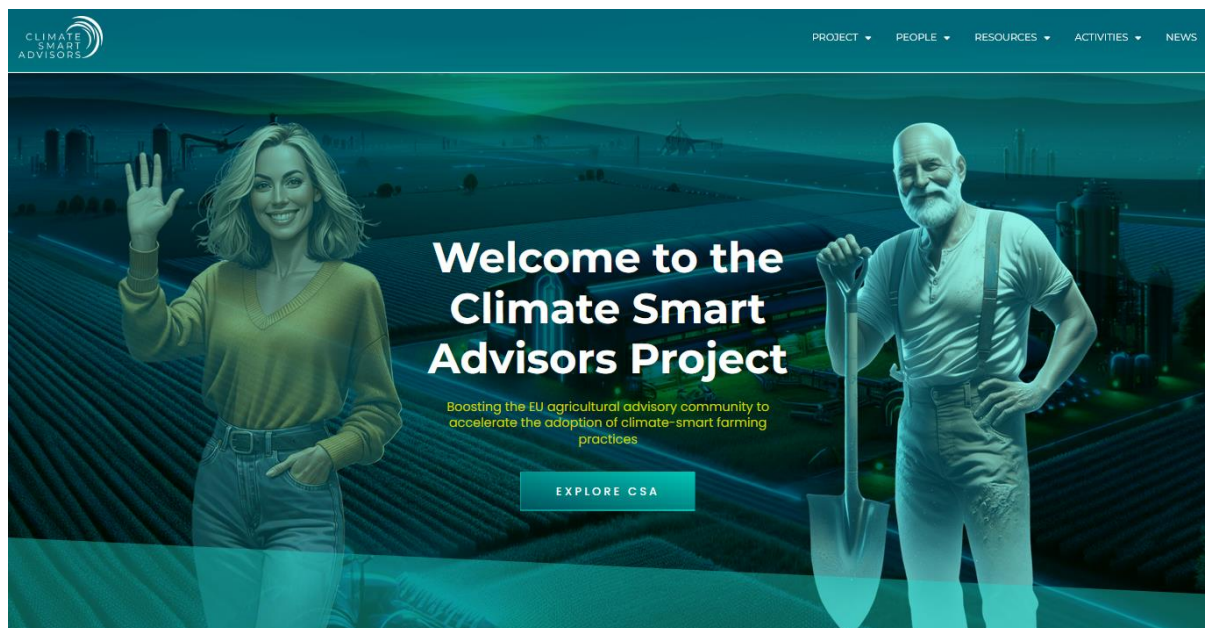 CLIMATE
SMART
ADVISORS
PROJECT
PEOPLE
RESOURCES
ACTIVITIES
NEWS
Welcome to the
Climate Smart
Advisors Project
Boosting the EU agricultural advisory community to
accelerate the adoption of climate-smart farming
practices
EXPLORE CSA